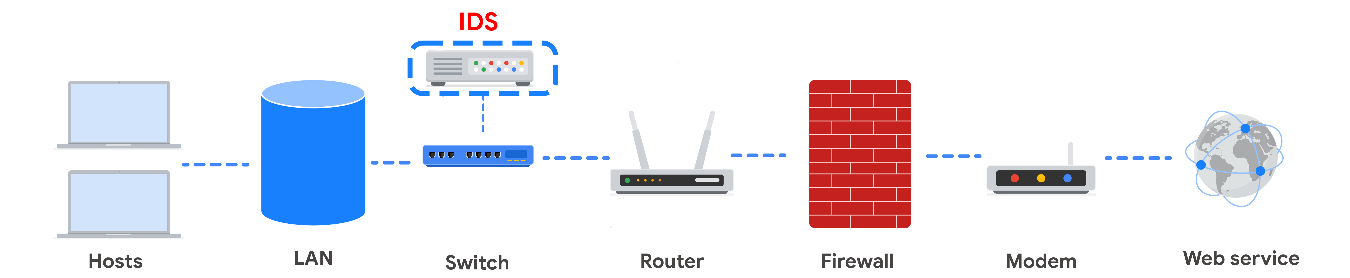 IDS
Hosts
LAN
Switch
Router
Firewall
Modem
Web service